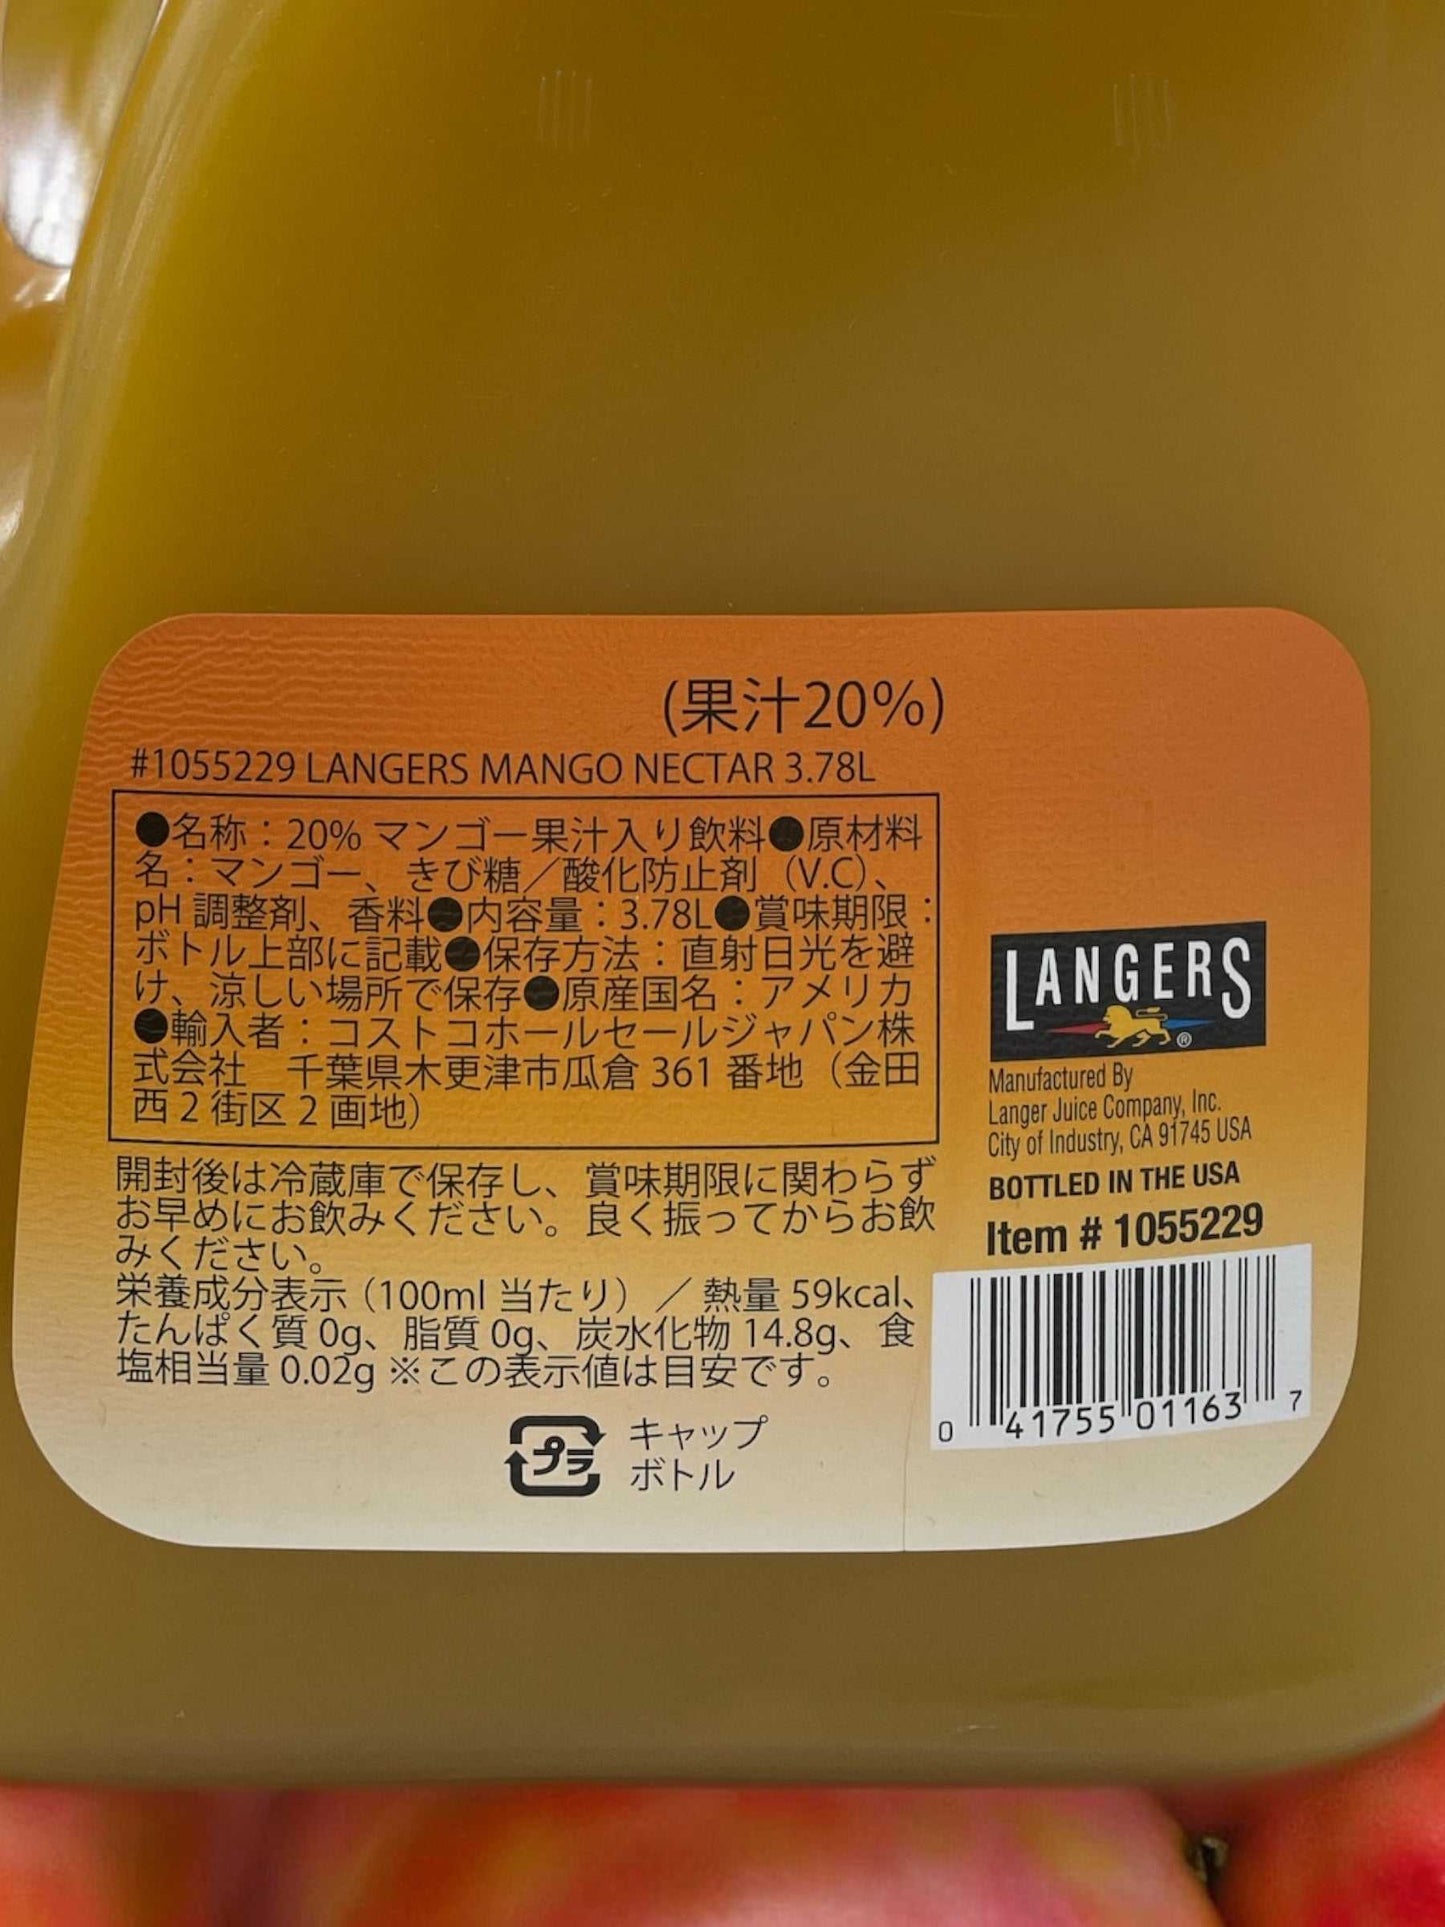 (果汁20%)
#1055229 LANGERS MANGO NECTAR 3.78L
●名称：20% マンゴー果汁入り飲料●原材料
名：マンゴー、きび糖／酸化防止剤（V.C）、
pH 調整剤、香料●内容量：3.78L●賞味期限：
ボトル上部に記載●保存方法：直射日光を避
け、涼しい場所で保存●原産国名：アメリカ
●輸入者：コストコホールセールジャパン株
式会社　千葉県木更津市瓜倉 361 番地（金田
西 2 街区 2 画地）
開封後は冷蔵庫で保存し、賞味期限に関わらず
お早めにお飲みください。良く振ってからお飲
みください。
栄養成分表示（100ml 当たり）／熱量 59kcal、
たんぱく質 0g、脂質 0g、炭水化物 14.8g、食
塩相当量 0.02g ※この表示値は目安です。
プラ
キャップ
ボトル
LANGERS
®
Manufactured By
Langer Juice Company, Inc.
City of Industry, CA 91745 USA
BOTTLED IN THE USA
Item # 1055229
0 41755 01163 7